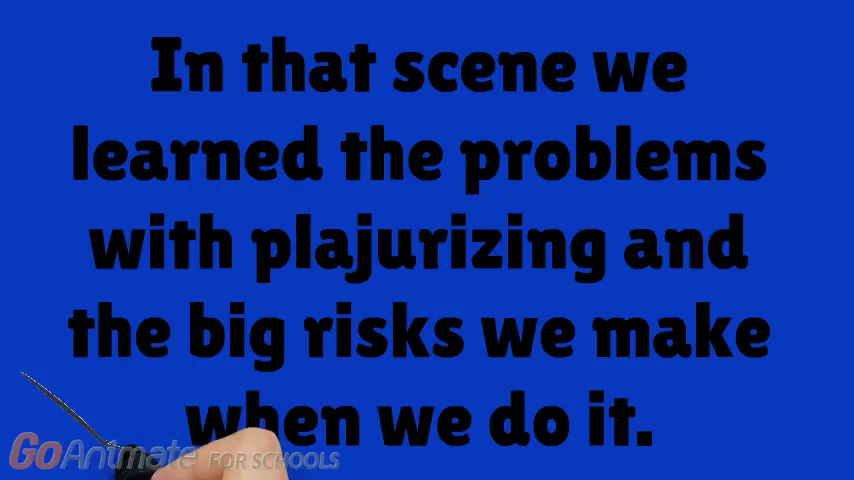 In that scene we
learned the problems
with plajurizing and
the big risks we make
when we do it.
GoAnimate FOR SCHOOLS